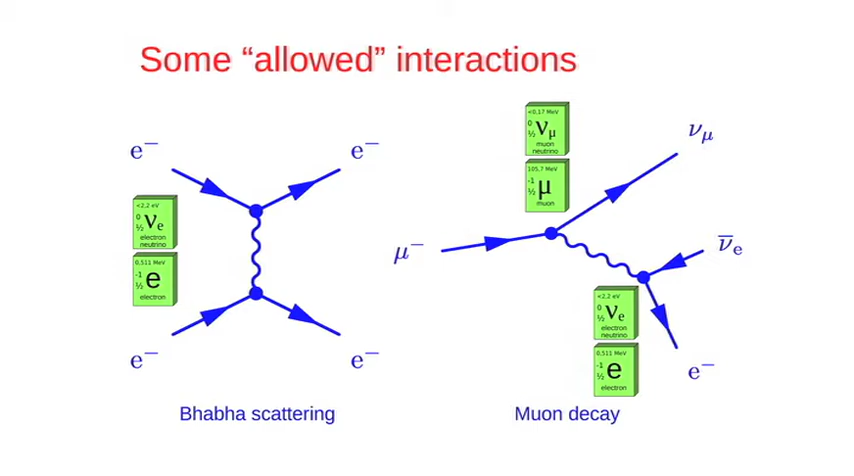 Some “allowed” interactions
e⁻
e⁻
<2,2 eV
0
½
νe
electron
neutrino
0,511 MeV
-1
½
e
electron
e⁻
e⁻
Bhabha scattering
<0,17 MeV
0
½
νμ
muon
neutrino
105,7 MeV
-1
½
μ
muon
νμ
μ⁻
ν̅e
<2,2 eV
0
½
νe
electron
neutrino
0,511 MeV
-1
½
e
electron
e⁻
Muon decay